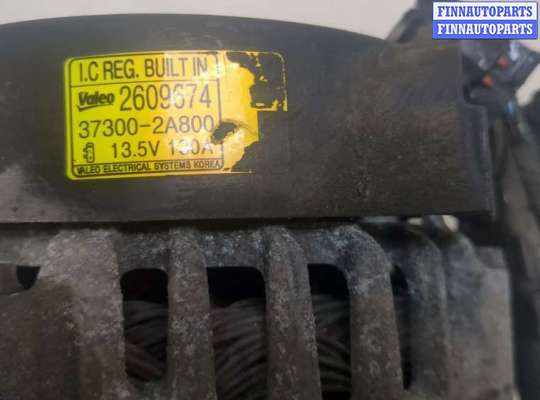 FINNAUTOPARTS
FINNAUTOPARTS
I.C REG. BUILT IN
Valeo 2609674
37300-2A800
13.5V 130A
VALEO ELECTRICAL SYSTEMS KOREA